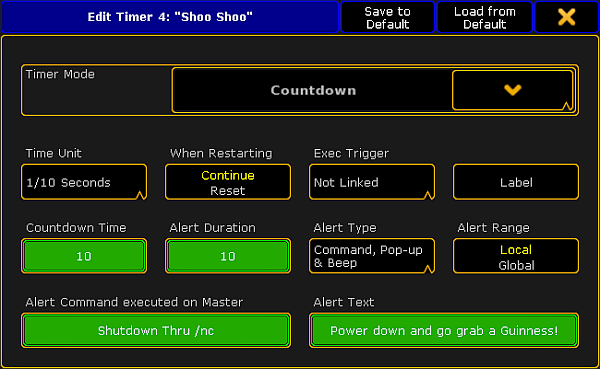 Edit Timer 4: "Shoo Shoo"
Save to
Default
Load from
Default
Timer Mode
Countdown
Time Unit
When Restarting
Exec Trigger
1/10 Seconds
Continue
Reset
Not Linked
Label
Countdown Time
Alert Duration
Alert Type
Alert Range
10
10
Command, Pop-up
& Beep
Local
Global
Alert Command executed on Master
Alert Text
Shutdown Thru /nc
Power down and go grab a Guinness!